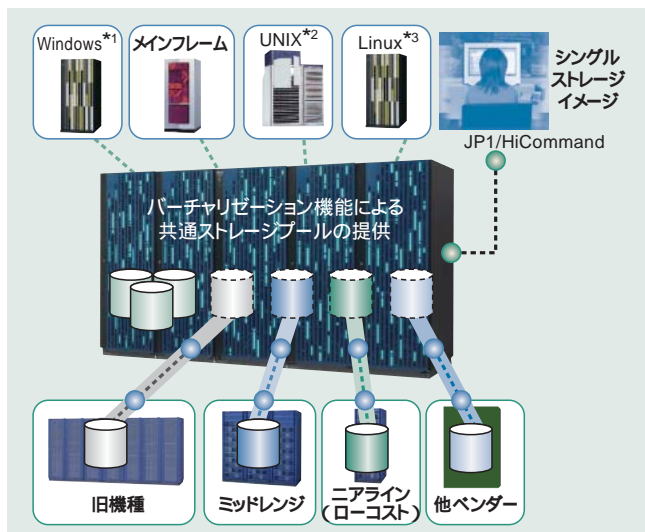 Windows*1
メインフレーム
UNIX*2
Linux*3
シングル
ストレージ
イメージ
JP1/HiCommand
バーチャリゼーション機能による
共通ストレージプールの提供
旧機種
ミッドレンジ
ニアライン
（ローコスト）
他ベンダー